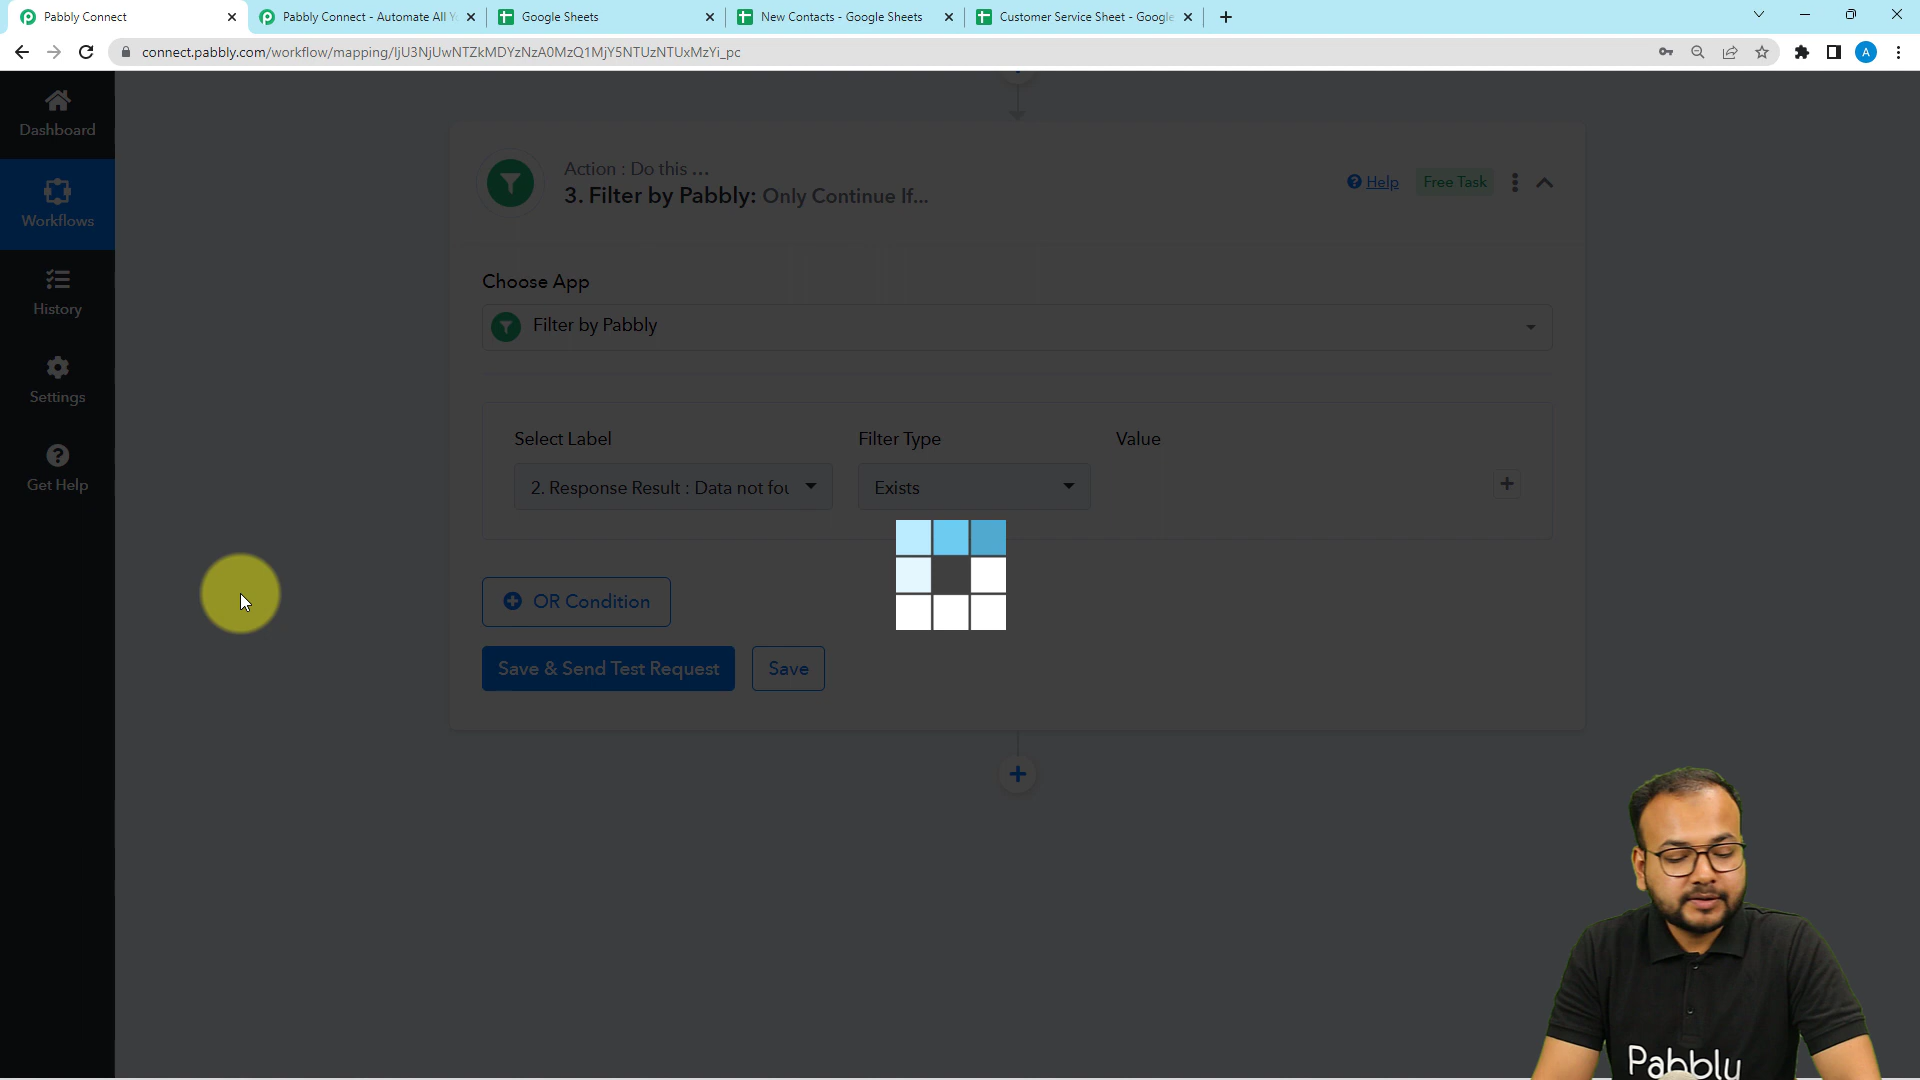 Pabbly Connect
Pabbly Connect - Automate All Yo
Google Sheets
New Contacts - Google Sheets
Customer Service Sheet - Google
connect.pabbly.com/workflow/mapping/IjU3NjUwNTZkMDYzNzA0MzQ1MjY5NTUzNTUxMzYi_pc
A
Dashboard
Workflows
History
Settings
Get Help
Action : Do this ...
3. Filter by Pabbly: Only Continue If...
Help
Free Task
Choose App
Filter by Pabbly
Select Label
Filter Type
Value
2. Response Result : Data not fou
Exists
OR Condition
Save & Send Test Request
Save
Pabbly